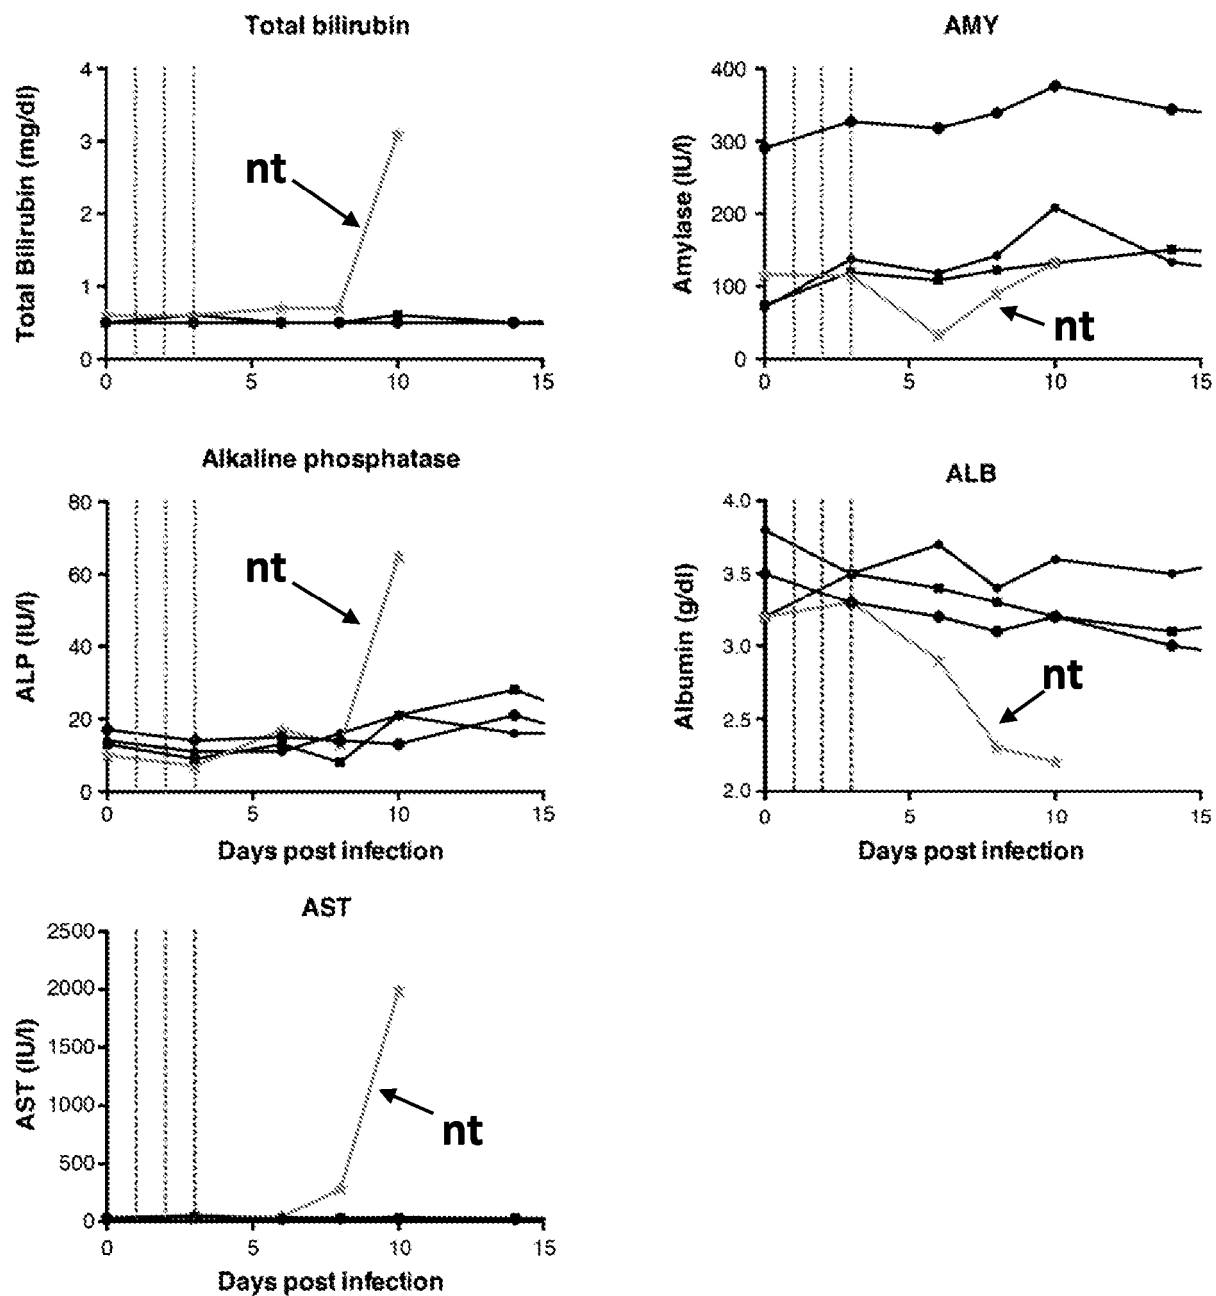 Total bilirubin
Total Bilirubin (mg/dl)
4
3
2
1
0
nt
0 5 10 15
AMY
Amylase (IU/l)
400
300
200
100
0
nt
0 5 10 15
Alkaline phosphatase
ALP (IU/l)
80
60
40
20
0
nt
0 5 10 15
Days post infection
ALB
Albumin (g/dl)
4.0
3.5
3.0
2.5
2.0
nt
0 5 10 15
Days post infection
AST
AST (IU/l)
2500
2000
1500
1000
500
0
nt
0 5 10 15
Days post infection